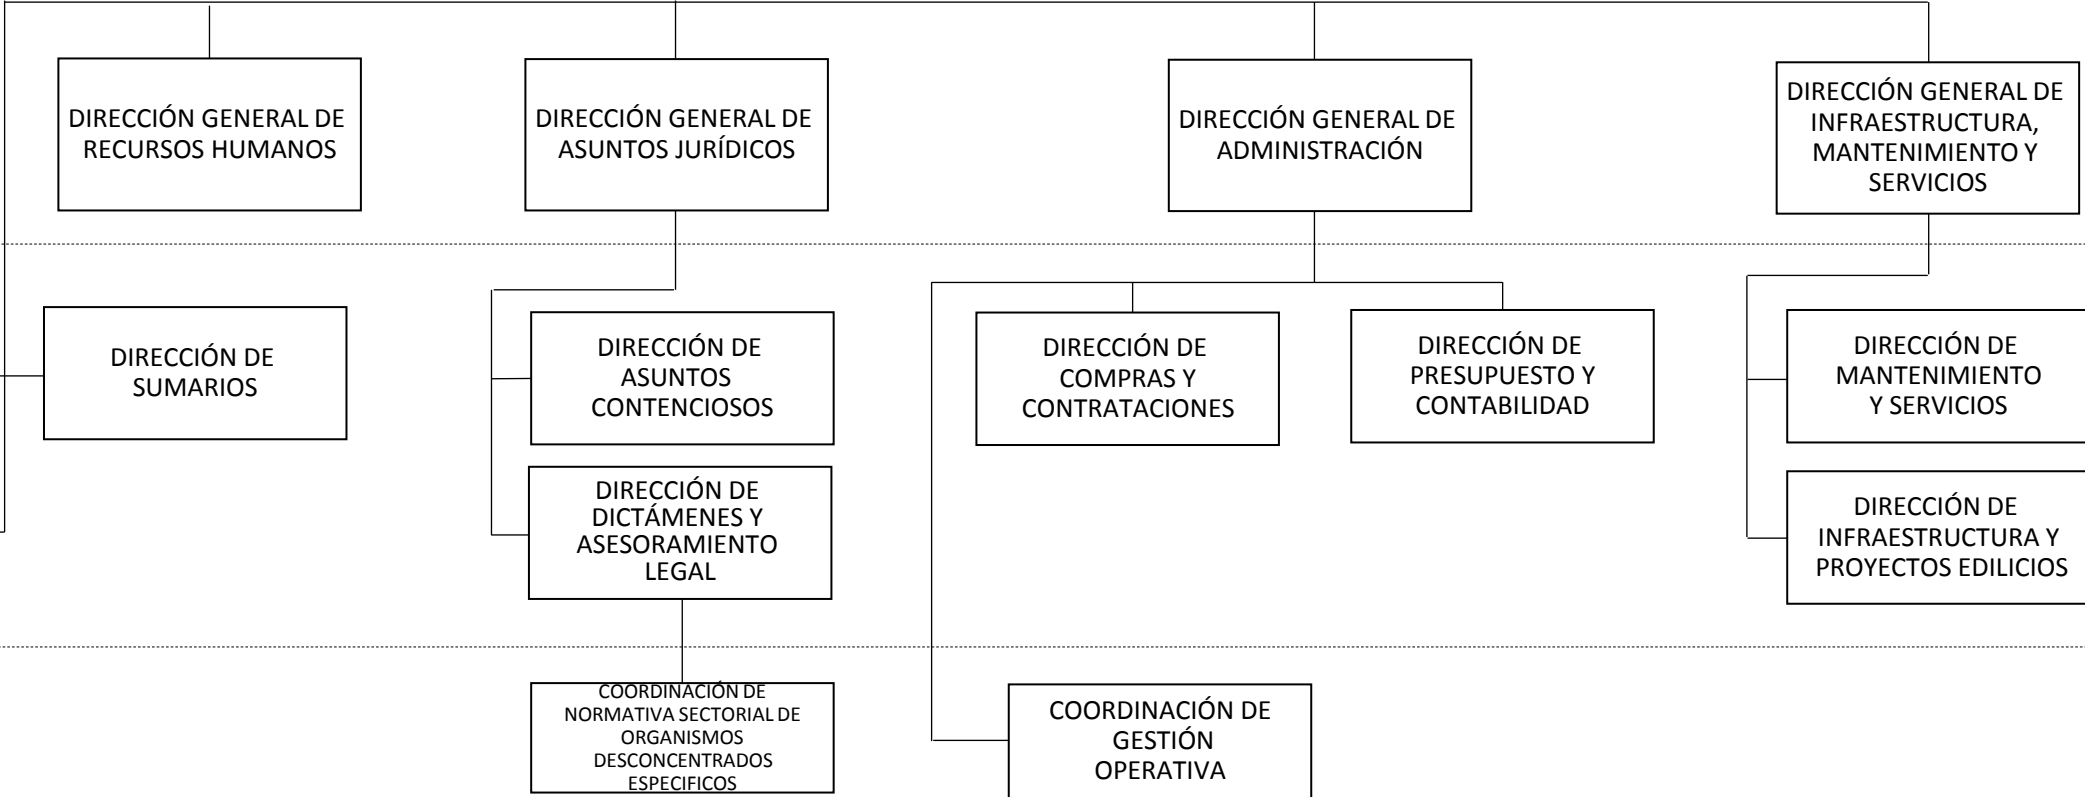 DIRECCIÓN GENERAL DE
RECURSOS HUMANOS
DIRECCIÓN GENERAL DE
ASUNTOS JURÍDICOS
DIRECCIÓN GENERAL DE
ADMINISTRACIÓN
DIRECCIÓN GENERAL DE
INFRAESTRUCTURA,
MANTENIMIENTO Y
SERVICIOS
DIRECCIÓN DE
SUMARIOS
DIRECCIÓN DE
ASUNTOS
CONTENCIOSOS
DIRECCIÓN DE
COMPRAS Y
CONTRATACIONES
DIRECCIÓN DE
PRESUPUESTO Y
CONTABILIDAD
DIRECCIÓN DE
MANTENIMIENTO
Y SERVICIOS
DIRECCIÓN DE
DICTÁMENES Y
ASESORAMIENTO
LEGAL
DIRECCIÓN DE
INFRAESTRUCTURA Y
PROYECTOS EDILICIOS
COORDINACIÓN DE
NORMATIVA SECTORIAL DE
ORGANISMOS
DESCONCENTRADOS
ESPECIFICOS
COORDINACIÓN DE
GESTIÓN
OPERATIVA